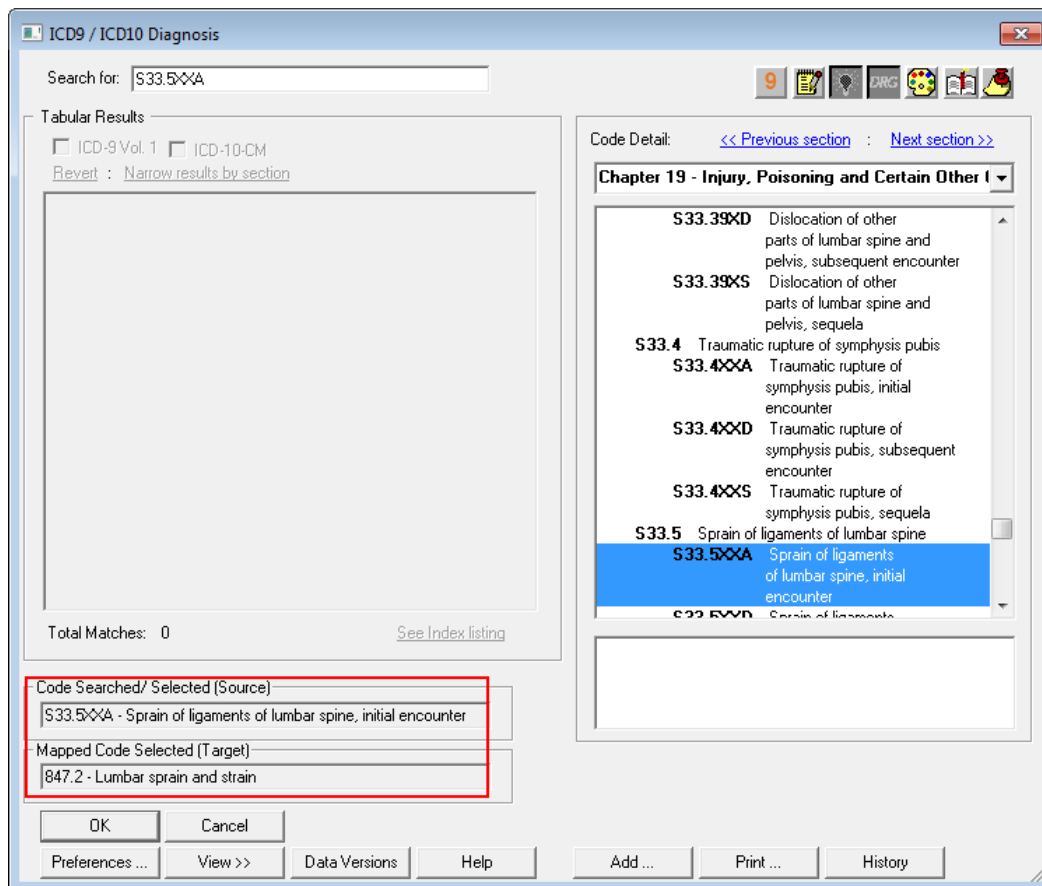 ICD9 / ICD10 Diagnosis
Search for: S33.5XXA
9
DRG
Tabular Results
ICD-9 Vol. 1 ICD-10-CM
Revert : Narrow results by section
Total Matches: 0 See Index listing
Code Detail: << Previous section : Next section >>
Chapter 19 - Injury, Poisoning and Certain Other
S33.39XD Dislocation of other
parts of lumbar spine and
pelvis, subsequent encounter
S33.39XS Dislocation of other
parts of lumbar spine and
pelvis, sequela
S33.4 Traumatic rupture of symphysis pubis
S33.4XXA Traumatic rupture of
symphysis pubis, initial
encounter
S33.4XXD Traumatic rupture of
symphysis pubis, subsequent
encounter
S33.4XXS Traumatic rupture of
symphysis pubis, sequela
S33.5 Sprain of ligaments of lumbar spine
S33.5XXA Sprain of ligaments
of lumbar spine, initial
encounter
S33.5XXD Sprain of ligaments
Code Searched/ Selected (Source)
S33.5XXA - Sprain of ligaments of lumbar spine, initial encounter
Mapped Code Selected (Target)
847.2 - Lumbar sprain and strain
OK Cancel
Preferences ... View >> Data Versions Help Add ... Print ... History